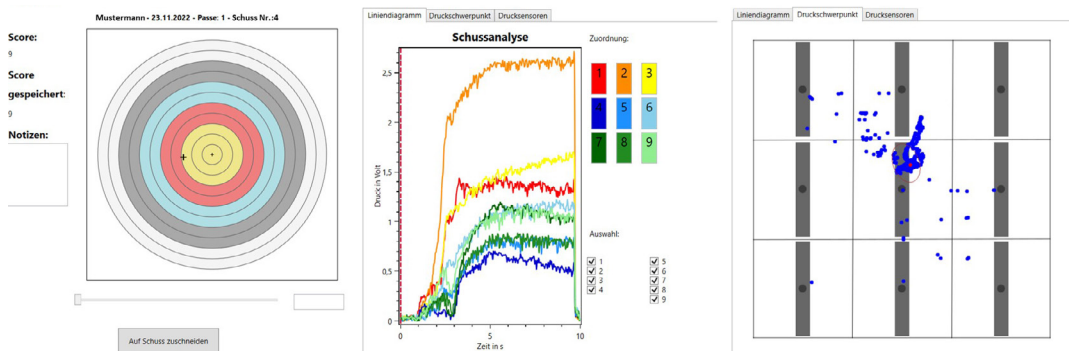 Mustermann - 23.11.2022 - Passe: 1 - Schuss Nr.:4
Score:
9
Score
gespeichert:
9
Notizen:
Auf Schuss zuschneiden
Liniendiagramm Druckschwerpunkt Drucksensoren
Schussanalyse
Druck in Volt
2,5
2
1,5
1
0,5
0
0 5 10
Zeit in s
Zuordnung:
1 2 3
4 5 6
7 8 9
Auswahl:
1 5
2 6
3 7
4 8
9
Liniendiagramm Druckschwerpunkt Drucksensoren